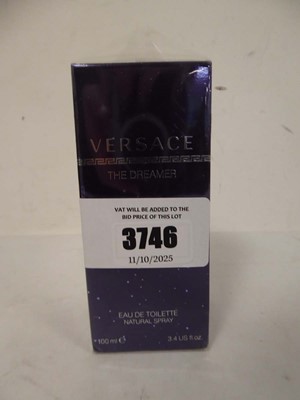 VERSACE
THE DREAMER
VAT WILL BE ADDED TO THE
BID PRICE OF THIS LOT
3746
11/10/2025
EAU DE TOILETTE
NATURAL SPRAY
100 ml ℮ 3.4 US fl.oz